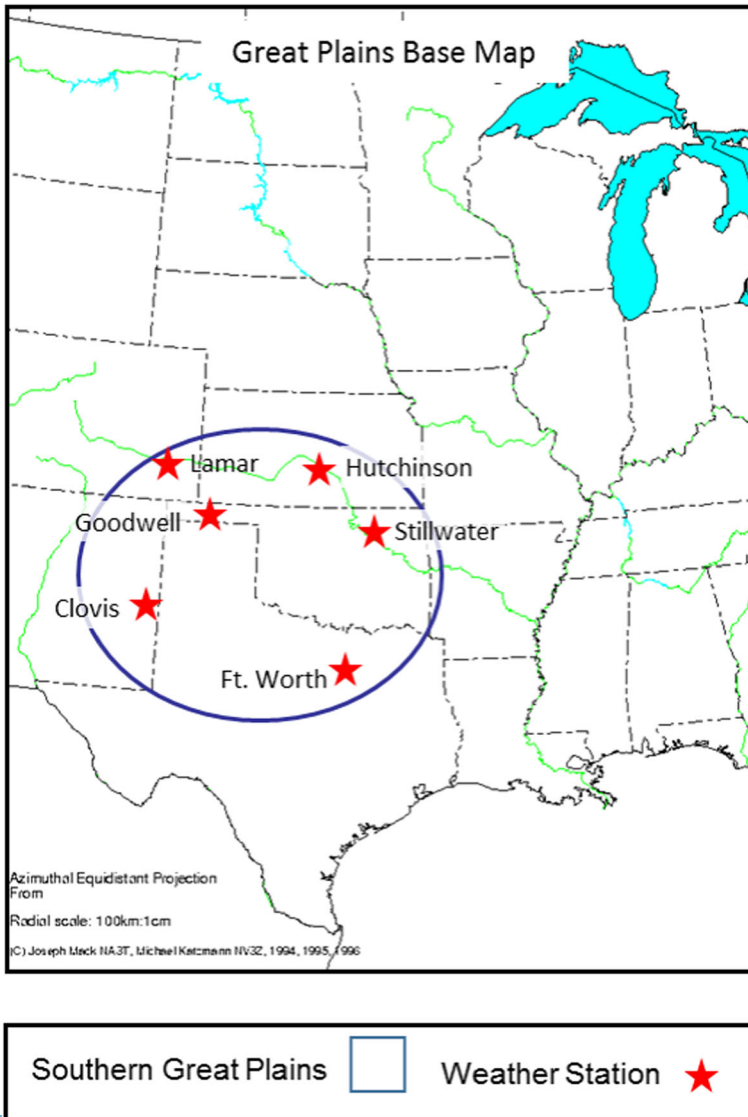 Great Plains Base Map
Lamar
Hutchinson
Goodwell
Stillwater
Clovis
Ft. Worth
Azimuthal Equidistant Projection
From
Radial scale: 100km:1cm
(C) Joseph Mack NA3T, Michael Katzmann NV3Z, 1994, 1995, 1996
Southern Great Plains Weather Station